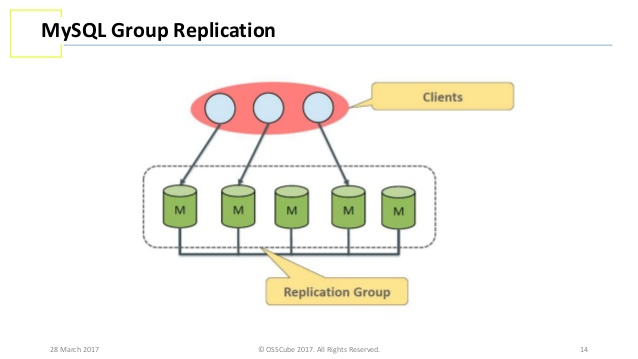 MySQL Group Replication
Clients
M M M M M
Replication Group
28 March 2017
© OSSCube 2017. All Rights Reserved.
14